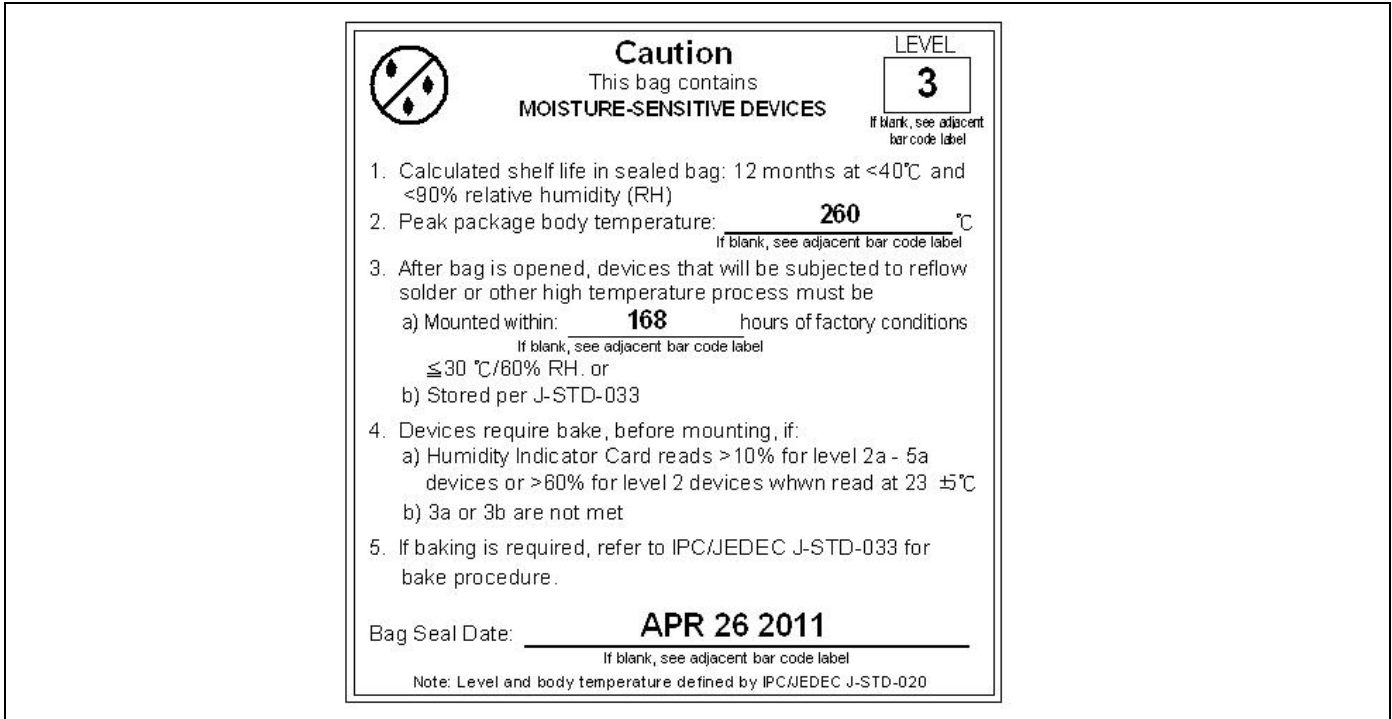 Caution
This bag contains
MOISTURE-SENSITIVE DEVICES
LEVEL
3
If blank, see adjacent
bar code label
1. Calculated shelf life in sealed bag: 12 months at <40℃ and
<90% relative humidity (RH)
2. Peak package body temperature: 260 ℃
If blank, see adjacent bar code label
3. After bag is opened, devices that will be subjected to reflow
solder or other high temperature process must be
a) Mounted within: 168 hours of factory conditions
If blank, see adjacent bar code label
≦30 ℃/60% RH. or
b) Stored per J-STD-033
4. Devices require bake, before mounting, if:
a) Humidity Indicator Card reads >10% for level 2a - 5a
devices or >60% for level 2 devices whwn read at 23 ±5℃
b) 3a or 3b are not met
5. If baking is required, refer to IPC/JEDEC J-STD-033 for
bake procedure.
Bag Seal Date: APR 26 2011
If blank, see adjacent bar code label
Note: Level and body temperature defined by IPC/JEDEC J-STD-020